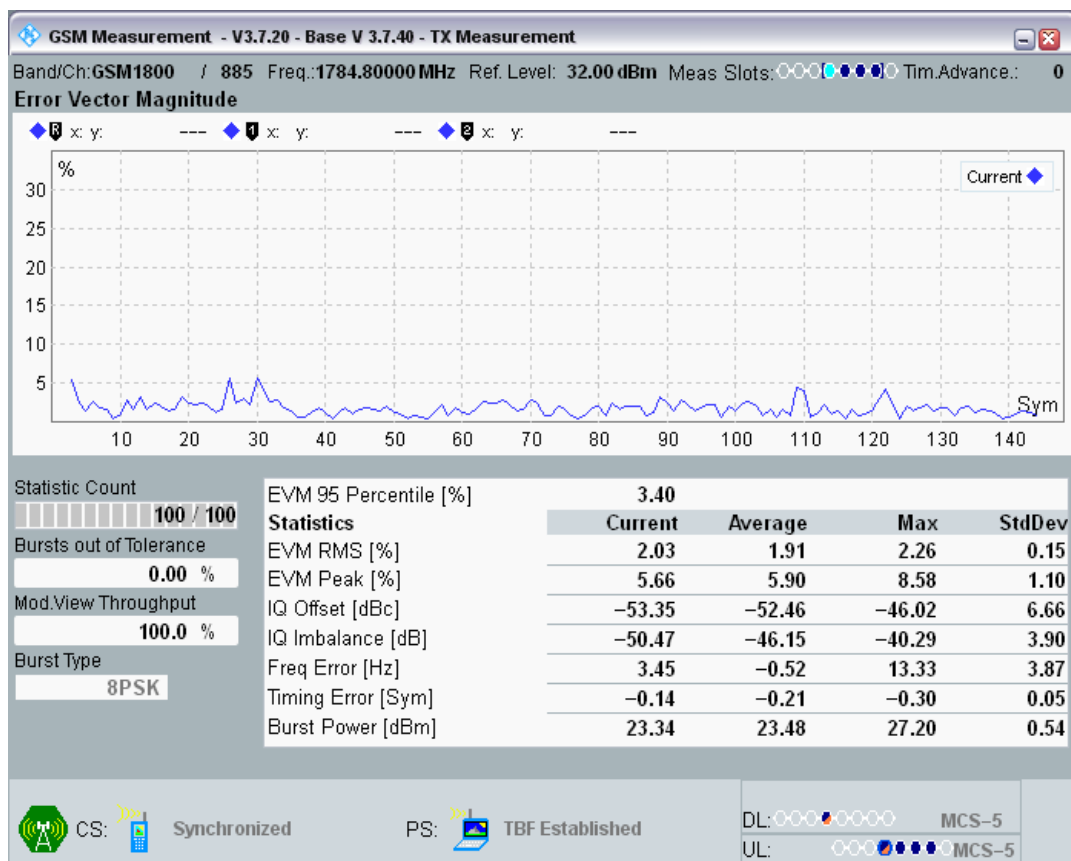 GSM Measurement - V3.7.20 - Base V 3.7.40 - TX Measurement
Band/Ch:GSM1800 / 885 Freq.:1784.80000 MHz Ref. Level: 32.00 dBm Meas Slots: Tim.Advance.: 0
Error Vector Magnitude
R x: y: --- 1 x: y: --- 2 x: y: ---
%
Current
30
25
20
15
10
5
Sym
10 20 30 40 50 60 70 80 90 100 110 120 130 140
Statistic Count
100 / 100
Bursts out of Tolerance
0.00 %
Mod.View Throughput
100.0 %
Burst Type
8PSK
EVM 95 Percentile [%] 3.40
Statistics Current Average Max StdDev
EVM RMS [%] 2.03 1.91 2.26 0.15
EVM Peak [%] 5.66 5.90 8.58 1.10
IQ Offset [dBc] −53.35 −52.46 −46.02 6.66
IQ Imbalance [dB] −50.47 −46.15 −40.29 3.90
Freq Error [Hz] 3.45 −0.52 13.33 3.87
Timing Error [Sym] −0.14 −0.21 −0.30 0.05
Burst Power [dBm] 23.34 23.48 27.20 0.54
CS: Synchronized PS: TBF Established
DL: MCS−5
UL: MCS−5